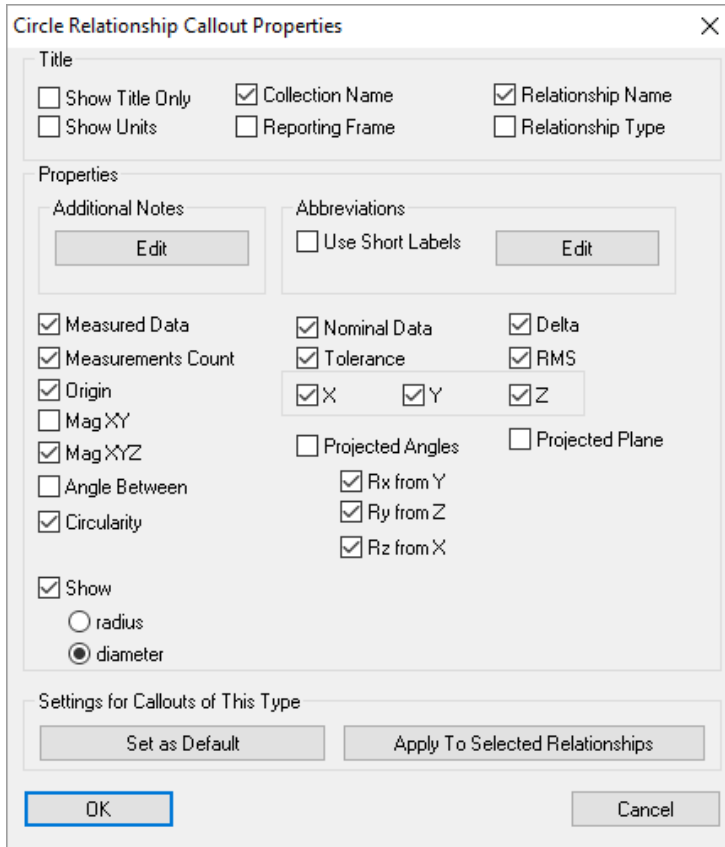 Circle Relationship Callout Properties
Title
Show Title Only Collection Name Relationship Name
Show Units Reporting Frame Relationship Type
Properties
Additional Notes Abbreviations
Edit Use Short Labels Edit
Measured Data Nominal Data Delta
Measurements Count Tolerance RMS
Origin X Y Z
Mag XY
Mag XYZ Projected Angles Projected Plane
Angle Between Rx from Y
Circularity Ry from Z
Rz from X
Show
radius
diameter
Settings for Callouts of This Type
Set as Default Apply To Selected Relationships
OK Cancel